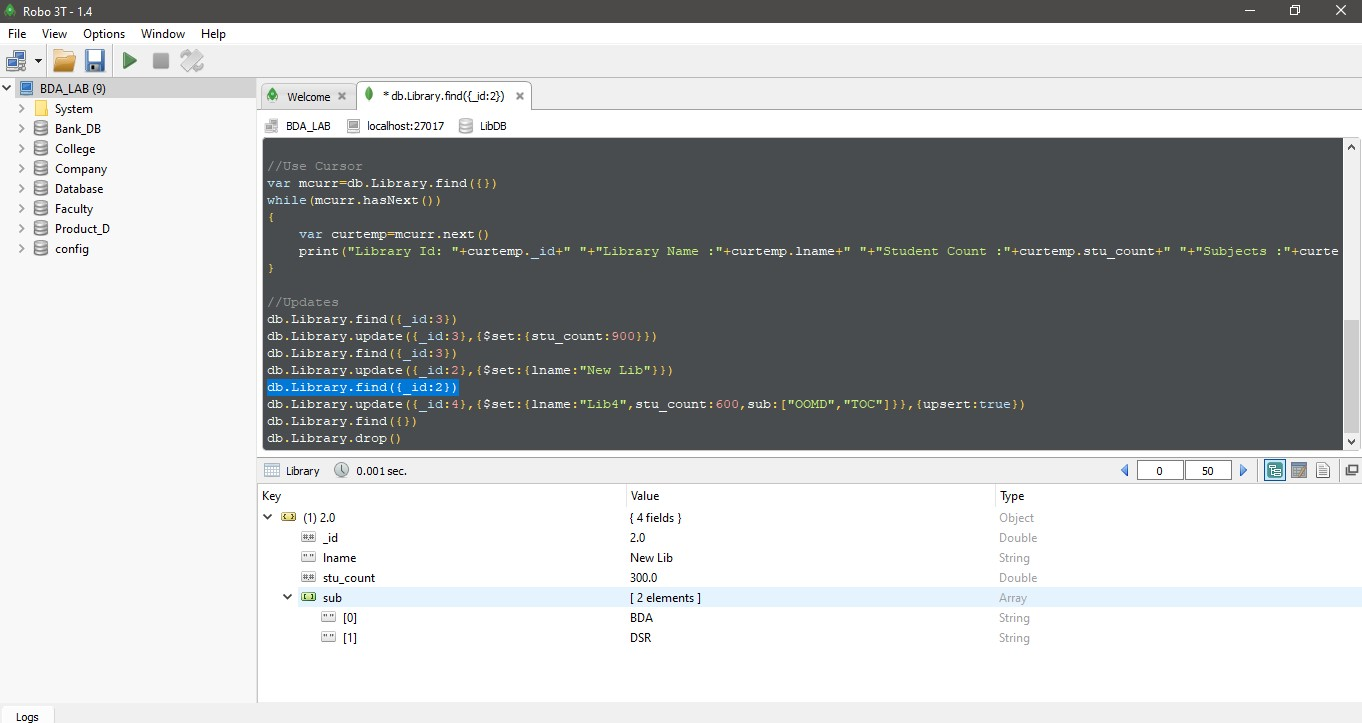 Robo 3T - 1.4
File View Options Window Help
BDA_LAB (9)
System
Bank_DB
College
Company
Database
Faculty
Product_D
config
Welcome
* db.Library.find({_id:2})
BDA_LAB localhost:27017 LibDB
//Use Cursor
var mcurr=db.Library.find({})
while(mcurr.hasNext())
{
var curtemp=mcurr.next()
print("Library Id: "+curtemp._id+" "+"Library Name :"+curtemp.lname+" "+"Student Count :"+curtemp.stu_count+" "+"Subjects :"+curte
}
//Updates
db.Library.find({_id:3})
db.Library.update({_id:3},{$set:{stu_count:900}})
db.Library.find({_id:3})
db.Library.update({_id:2},{$set:{lname:"New Lib"}})
db.Library.find({_id:2})
db.Library.update({_id:4},{$set:{lname:"Lib4",stu_count:600,sub:["OOMD","TOC"]}},{upsert:true})
db.Library.find({})
db.Library.drop()
Library 0.001 sec. 0 50
Key Value Type
(1) 2.0 { 4 fields } Object
_id 2.0 Double
lname New Lib String
stu_count 300.0 Double
sub [ 2 elements ] Array
[0] BDA String
[1] DSR String
Logs